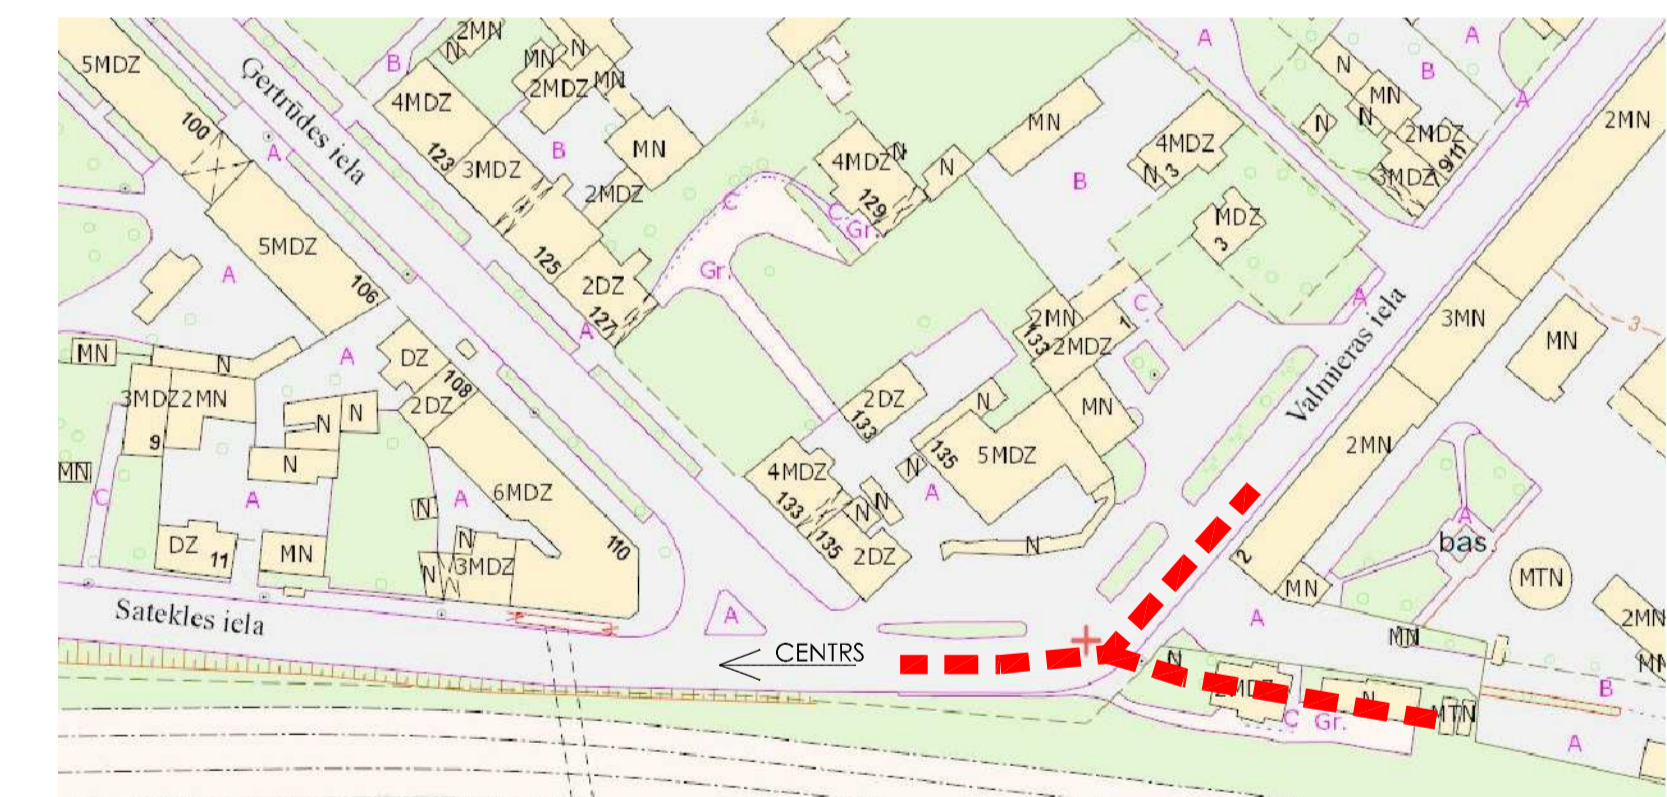 5MDZ
100
A
Ģertrūdes iela
B
4MDZ
123
3MDZ
2MN
N
MN
N
2MDZ
MN
B
MN
2MDZ
125
2DZ
127
A
5MDZ
106
A
A
MN
N
DZ
108
2DZ
3MDZ
2MN
9
N
N
N
MN
C
A
A
N
6MDZ
110
DZ
11
MN
N
N
3MDZ
Satekles iela
A
CENTRS
C
Gr.
4MDZ
N
129
C
Gr.
N
MN
B
4MDZ
N
3
MDZ
3
A
A
B
A
N
MN
N
N
2MDZ
3MDZ
7
9/11
2MN
3MN
Valmieras iela
A
C
2MN
133
1
2MDZ
MN
2DZ
133
N
135
5MDZ
N
4MDZ
133
N
N
A
135
2DZ
N
MN
3
2MN
2
MN
A
bas.
MTN
2MN
MN
A
MN
B
N
2MDZ
N
MTN
C
Gr.
A